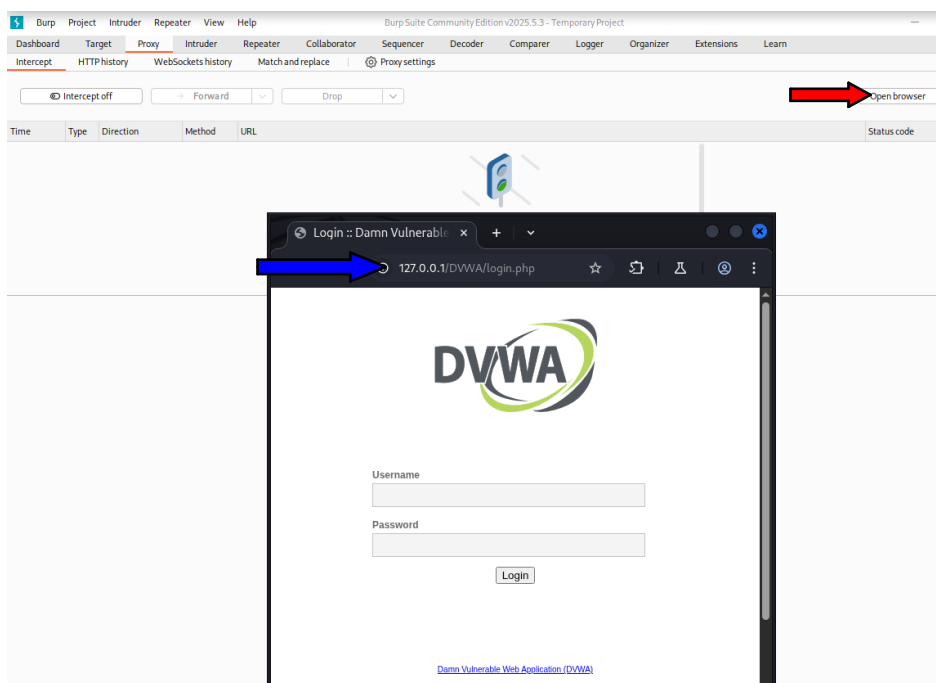 Burp Project Intruder Repeater View Help Burp Suite Community Edition v2025.5.3 - Temporary Project
Dashboard Target Proxy Intruder Repeater Collaborator Sequencer Decoder Comparer Logger Organizer Extensions Learn
Intercept HTTP history WebSockets history Match and replace Proxy settings
Intercept off Forward Drop Open browser
Time Type Direction Method URL Status code
Login :: Damn Vulnerable
127.0.0.1/DVWA/login.php
DVWA
Username
Password
Login
Damn Vulnerable Web Application (DVWA)